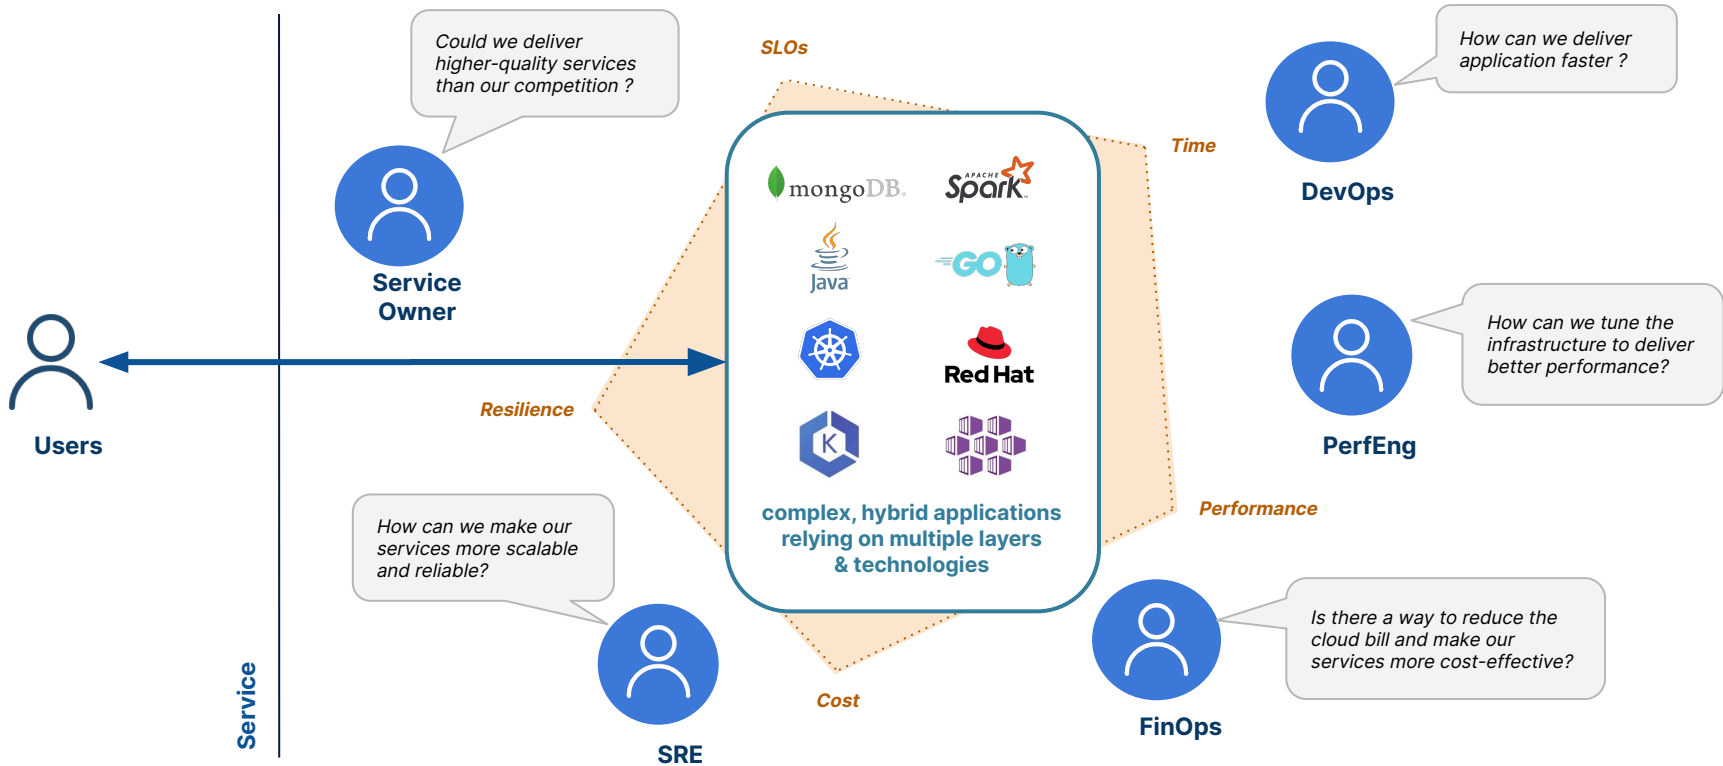 Could we deliver
higher-quality services
than our competition ?
Service
Owner
Users
Service
SLOs
Time
Resilience
Performance
Cost
mongoDB.
APACHE
Spark
Java
GO
Red Hat
K
complex, hybrid applications
relying on multiple layers
& technologies
How can we deliver
application faster ?
DevOps
How can we tune the
infrastructure to deliver
better performance?
PerfEng
How can we make our
services more scalable
and reliable?
SRE
Is there a way to reduce the
cloud bill and make our
services more cost-effective?
FinOps